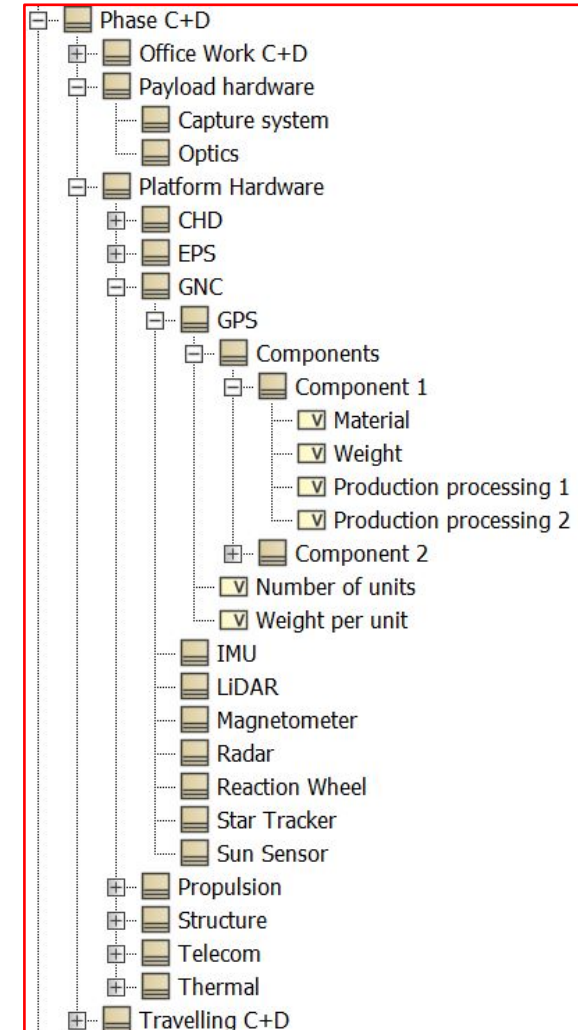 Phase C+D
Office Work C+D
Payload hardware
Capture system
Optics
Platform Hardware
CHD
EPS
GNC
GPS
Components
Component 1
V Material
V Weight
V Production processing 1
V Production processing 2
Component 2
V Number of units
V Weight per unit
IMU
LiDAR
Magnetometer
Radar
Reaction Wheel
Star Tracker
Sun Sensor
Propulsion
Structure
Telecom
Thermal
Travelling C+D